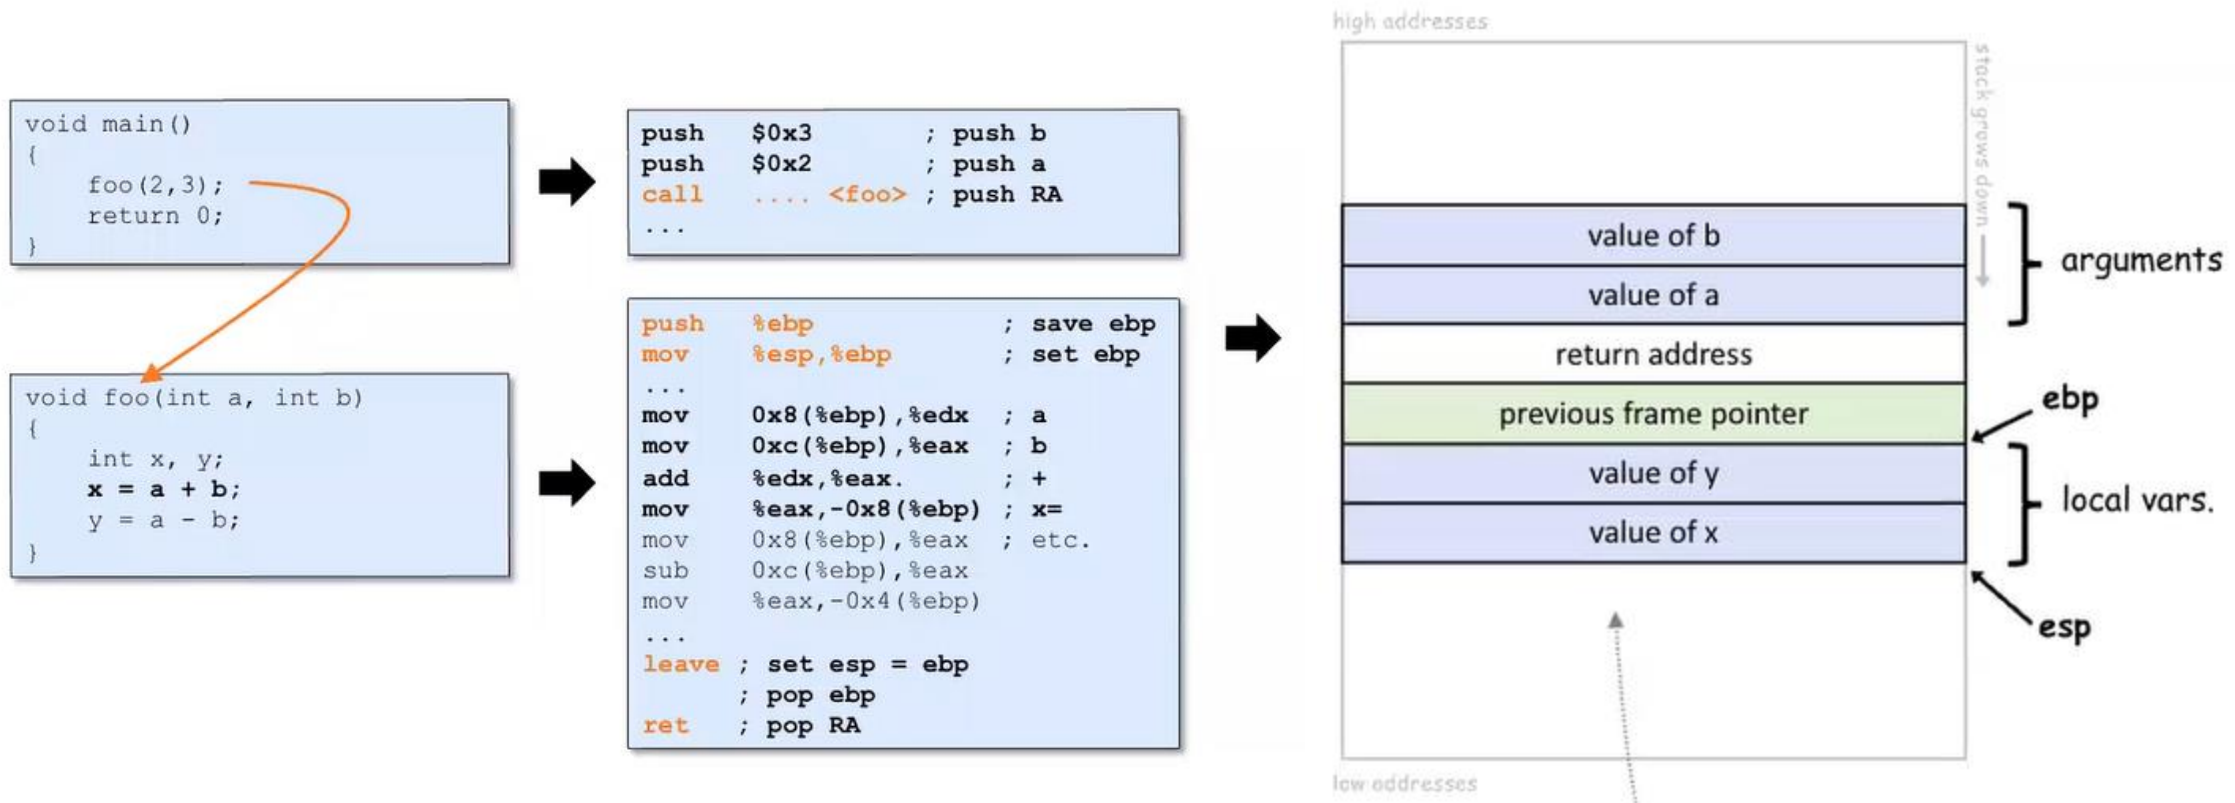 void main()
{
foo(2,3);
return 0;
}
void foo(int a, int b)
{
int x, y;
x = a + b;
y = a - b;
}
push $0x3 ; push b
push $0x2 ; push a
call .... <foo> ; push RA
...
push %ebp ; save ebp
mov %esp,%ebp ; set ebp
...
mov 0x8(%ebp),%edx ; a
mov 0xc(%ebp),%eax ; b
add %edx,%eax. ; +
mov %eax,-0x8(%ebp) ; x=
mov 0x8(%ebp),%eax ; etc.
sub 0xc(%ebp),%eax
mov %eax,-0x4(%ebp)
...
leave ; set esp = ebp
; pop ebp
ret ; pop RA
high addresses
stack grows down
value of b
value of a
arguments
return address
previous frame pointer
ebp
value of y
value of x
local vars.
esp
low addresses